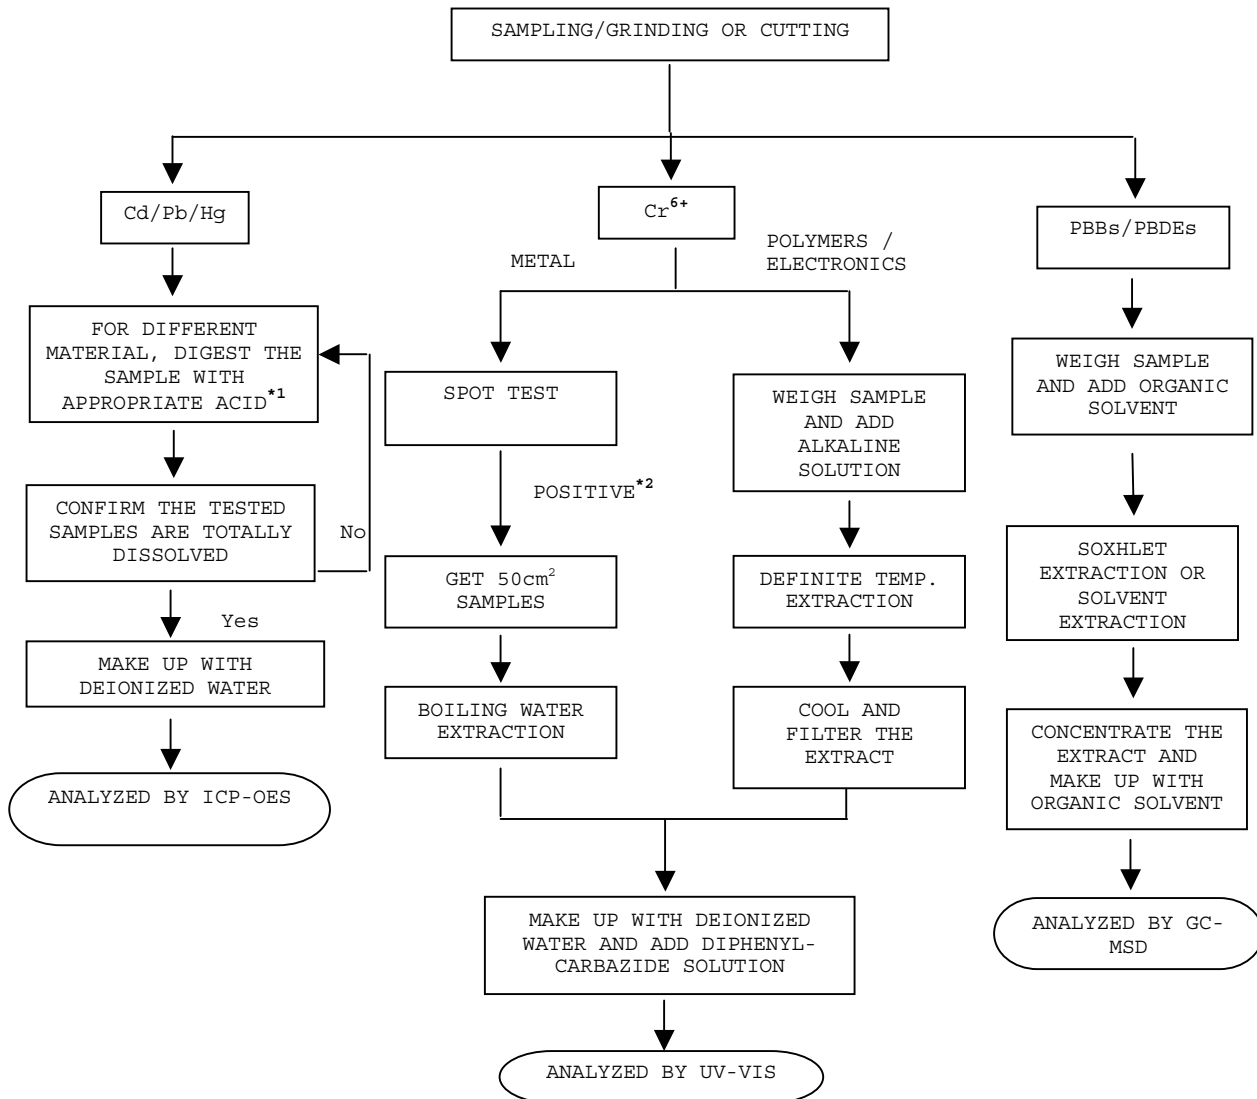 SAMPLING/GRINDING OR CUTTING
Cd/Pb/Hg
FOR DIFFERENT
MATERIAL, DIGEST THE
SAMPLE WITH
APPROPRIATE ACID*1
CONFIRM THE TESTED
SAMPLES ARE TOTALLY
DISSOLVED
No
Yes
MAKE UP WITH
DEIONIZED WATER
ANALYZED BY ICP-OES
Cr6+
METAL
POLYMERS /
ELECTRONICS
SPOT TEST
POSITIVE*2
GET 50cm2
SAMPLES
BOILING WATER
EXTRACTION
WEIGH SAMPLE
AND ADD
ALKALINE
SOLUTION
DEFINITE TEMP.
EXTRACTION
COOL AND
FILTER THE
EXTRACT
MAKE UP WITH DEIONIZED
WATER AND ADD DIPHENYL-
CARBAZIDE SOLUTION
ANALYZED BY UV-VIS
PBBs/PBDEs
WEIGH SAMPLE
AND ADD ORGANIC
SOLVENT
SOXHLET
EXTRACTION OR
SOLVENT
EXTRACTION
CONCENTRATE THE
EXTRACT AND
MAKE UP WITH
ORGANIC SOLVENT
ANALYZED BY GC-
MSD